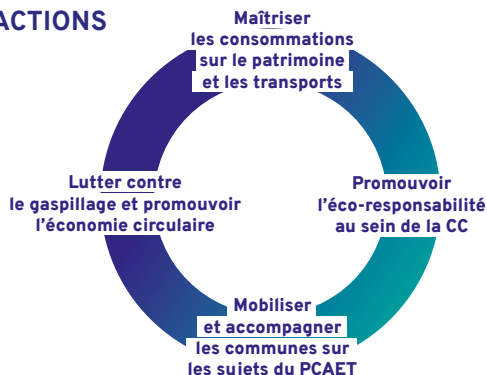 ACTIONS
Maîtriser
les consommations
sur le patrimoine
et les transports
Promouvoir
l'éco-responsabilité
au sein de la CC
Mobiliser
et accompagner
les communes sur
les sujets du PCAET
Lutter contre
le gaspillage et promouvoir
l'économie circulaire